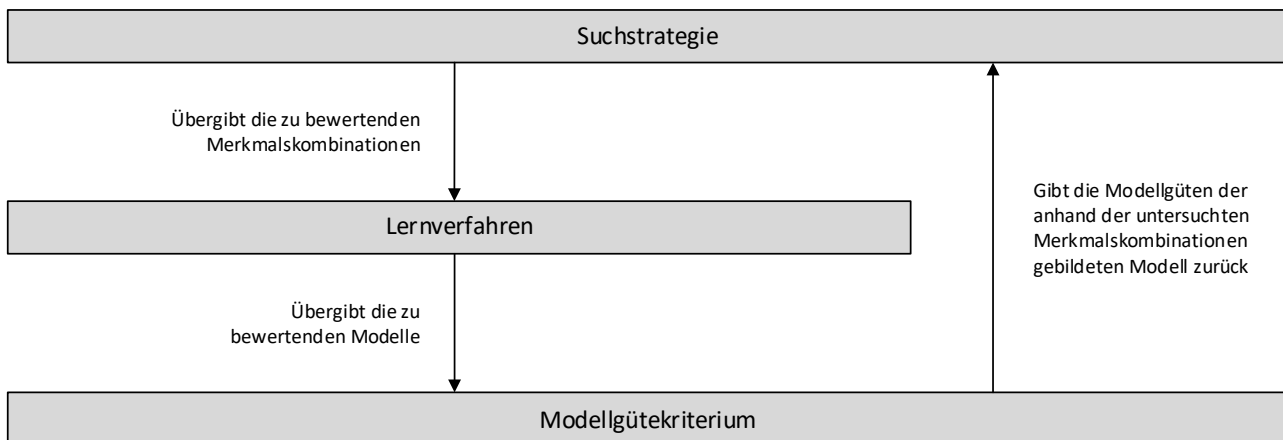 Suchstrategie
Übergibt die zu bewertenden
Merkmalskombinationen
Gibt die Modellgüten der
anhand der untersuchten
Merkmalskombinationen
gebildeten Modell zurück
Lernverfahren
Übergibt die zu
bewertenden Modelle
Modellgütekriterium